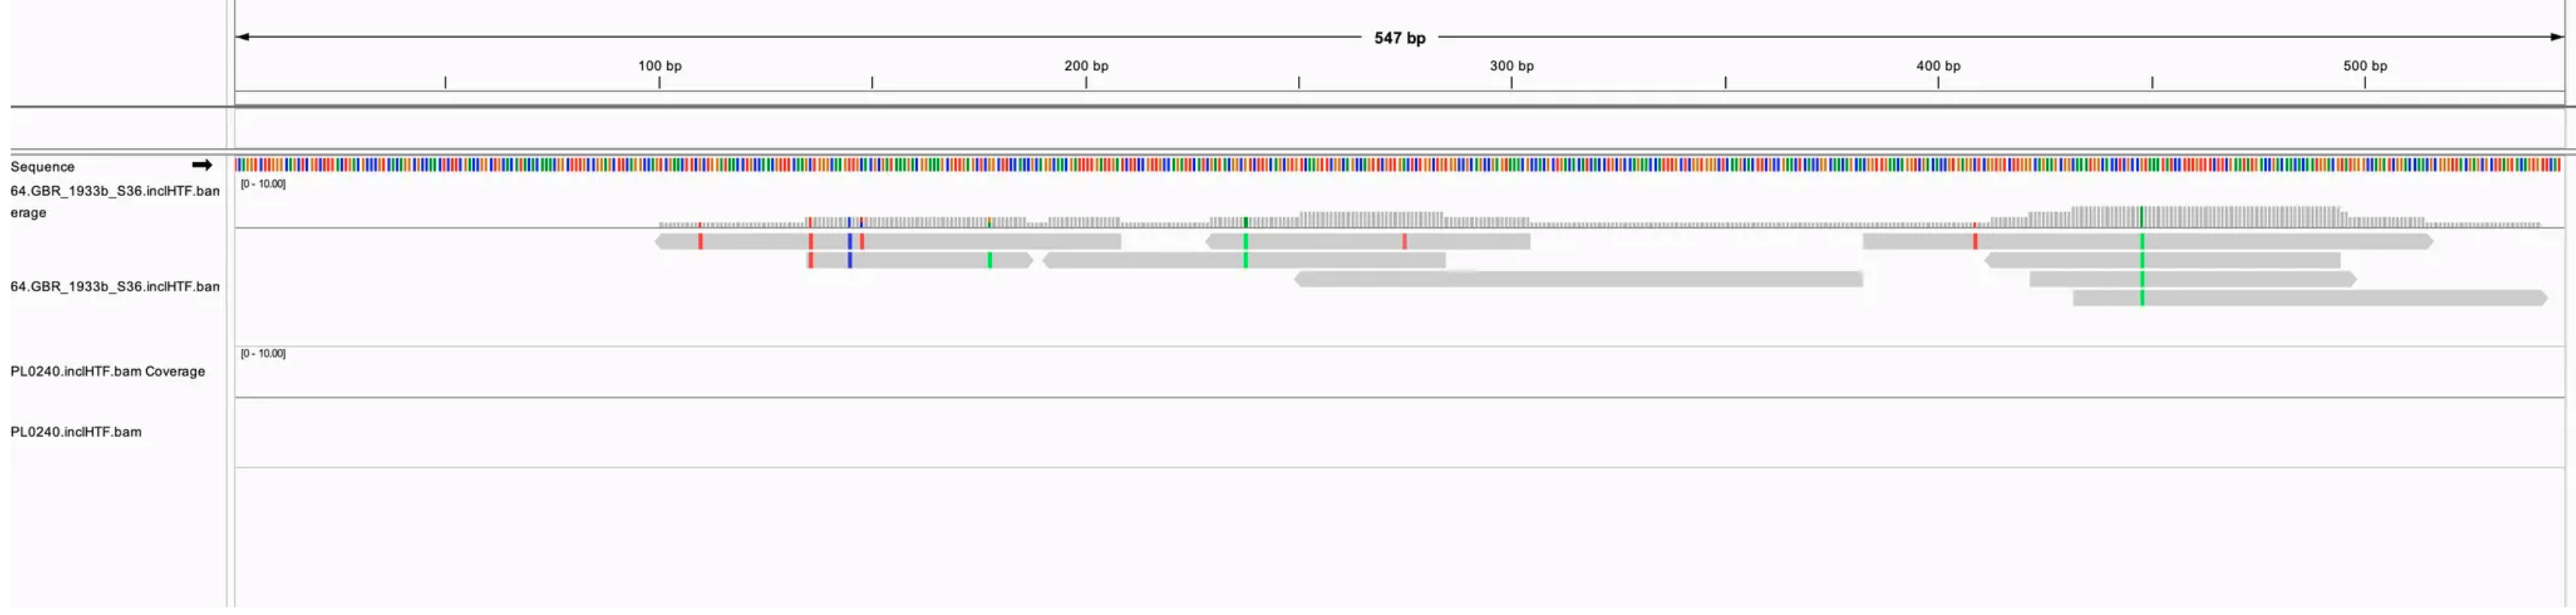 547 bp
100 bp 200 bp 300 bp 400 bp 500 bp
Sequence
64.GBR_1933b_S36.inclHTF.ban
erage
[0 - 10.00]
64.GBR_1933b_S36.inclHTF.ban
[0 - 10.00]
PL0240.inclHTF.bam Coverage
PL0240.inclHTF.bam